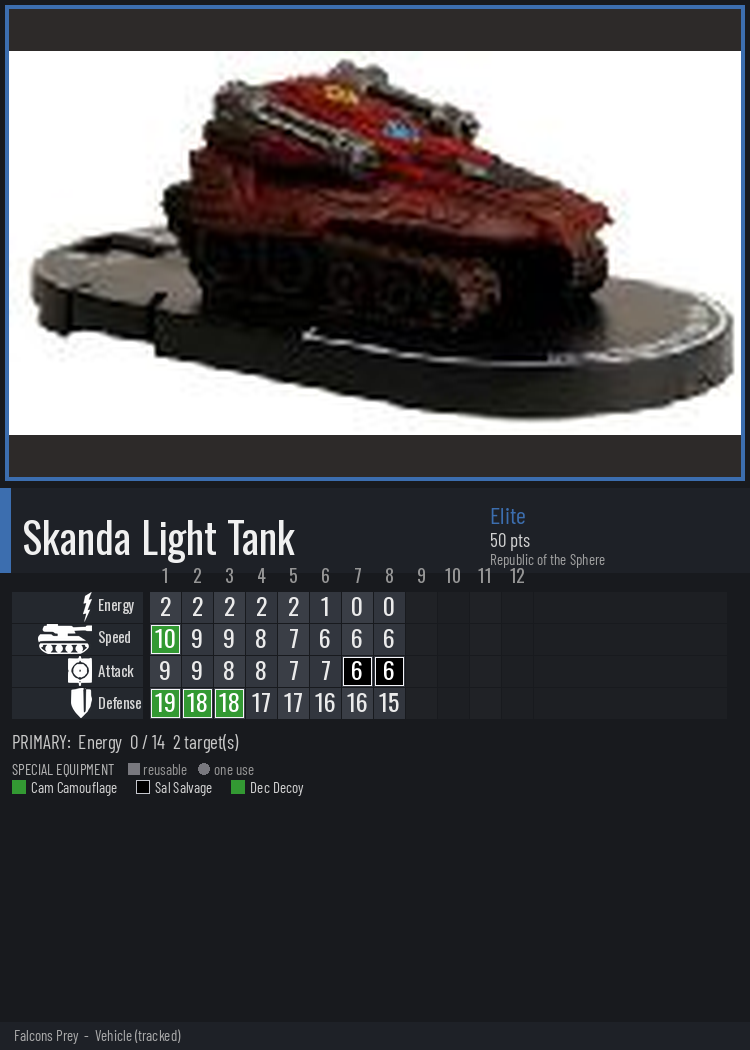 Skanda Light Tank
Elite
50 pts
Republic of the Sphere
1 2 3 4 5 6 7 8 9 10 11 12
Energy 2 2 2 2 2 1 0 0
Speed 10 9 9 8 7 6 6 6
Attack 9 9 8 8 7 7 6 6
Defense 19 18 18 17 17 16 16 15
PRIMARY: Energy 0 / 14 2 target(s)
SPECIAL EQUIPMENT reusable one use
Cam Camouflage Sal Salvage Dec Decoy
Falcons Prey - Vehicle (tracked)